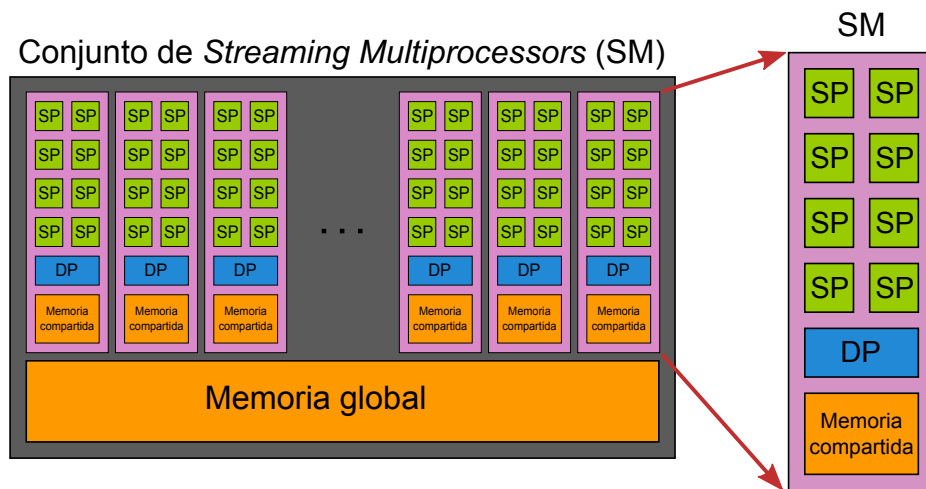 SM
Conjunto de Streaming Multiprocessors (SM)
SP SP SP SP SP SP SP SP SP SP SP SP
SP SP SP SP SP SP SP SP SP SP SP SP
SP SP SP SP SP SP SP SP SP SP SP SP
SP SP SP SP SP SP . . . SP SP SP SP SP SP
DP DP DP DP DP DP
Memoria Memoria Memoria Memoria Memoria Memoria
compartida compartida compartida compartida compartida compartida
Memoria global
SP SP
SP SP
SP SP
SP SP
DP
Memoria
compartida